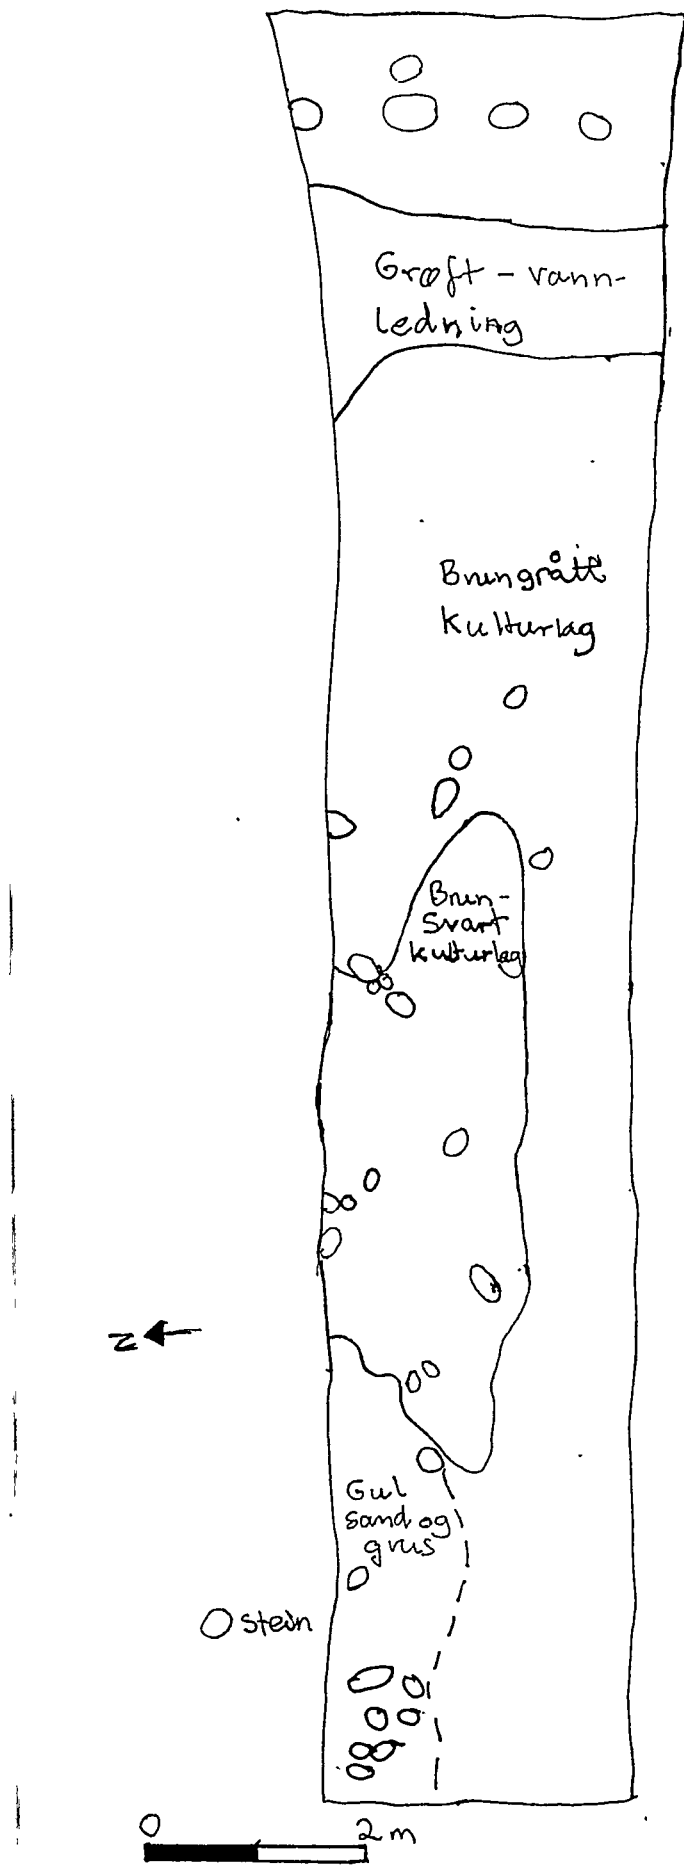 Grøft - vann-
ledning
Brungrått
kulturlag
Brun-
svart
kulturlag
N
Gul
sand og
grus
stein
0 2 m